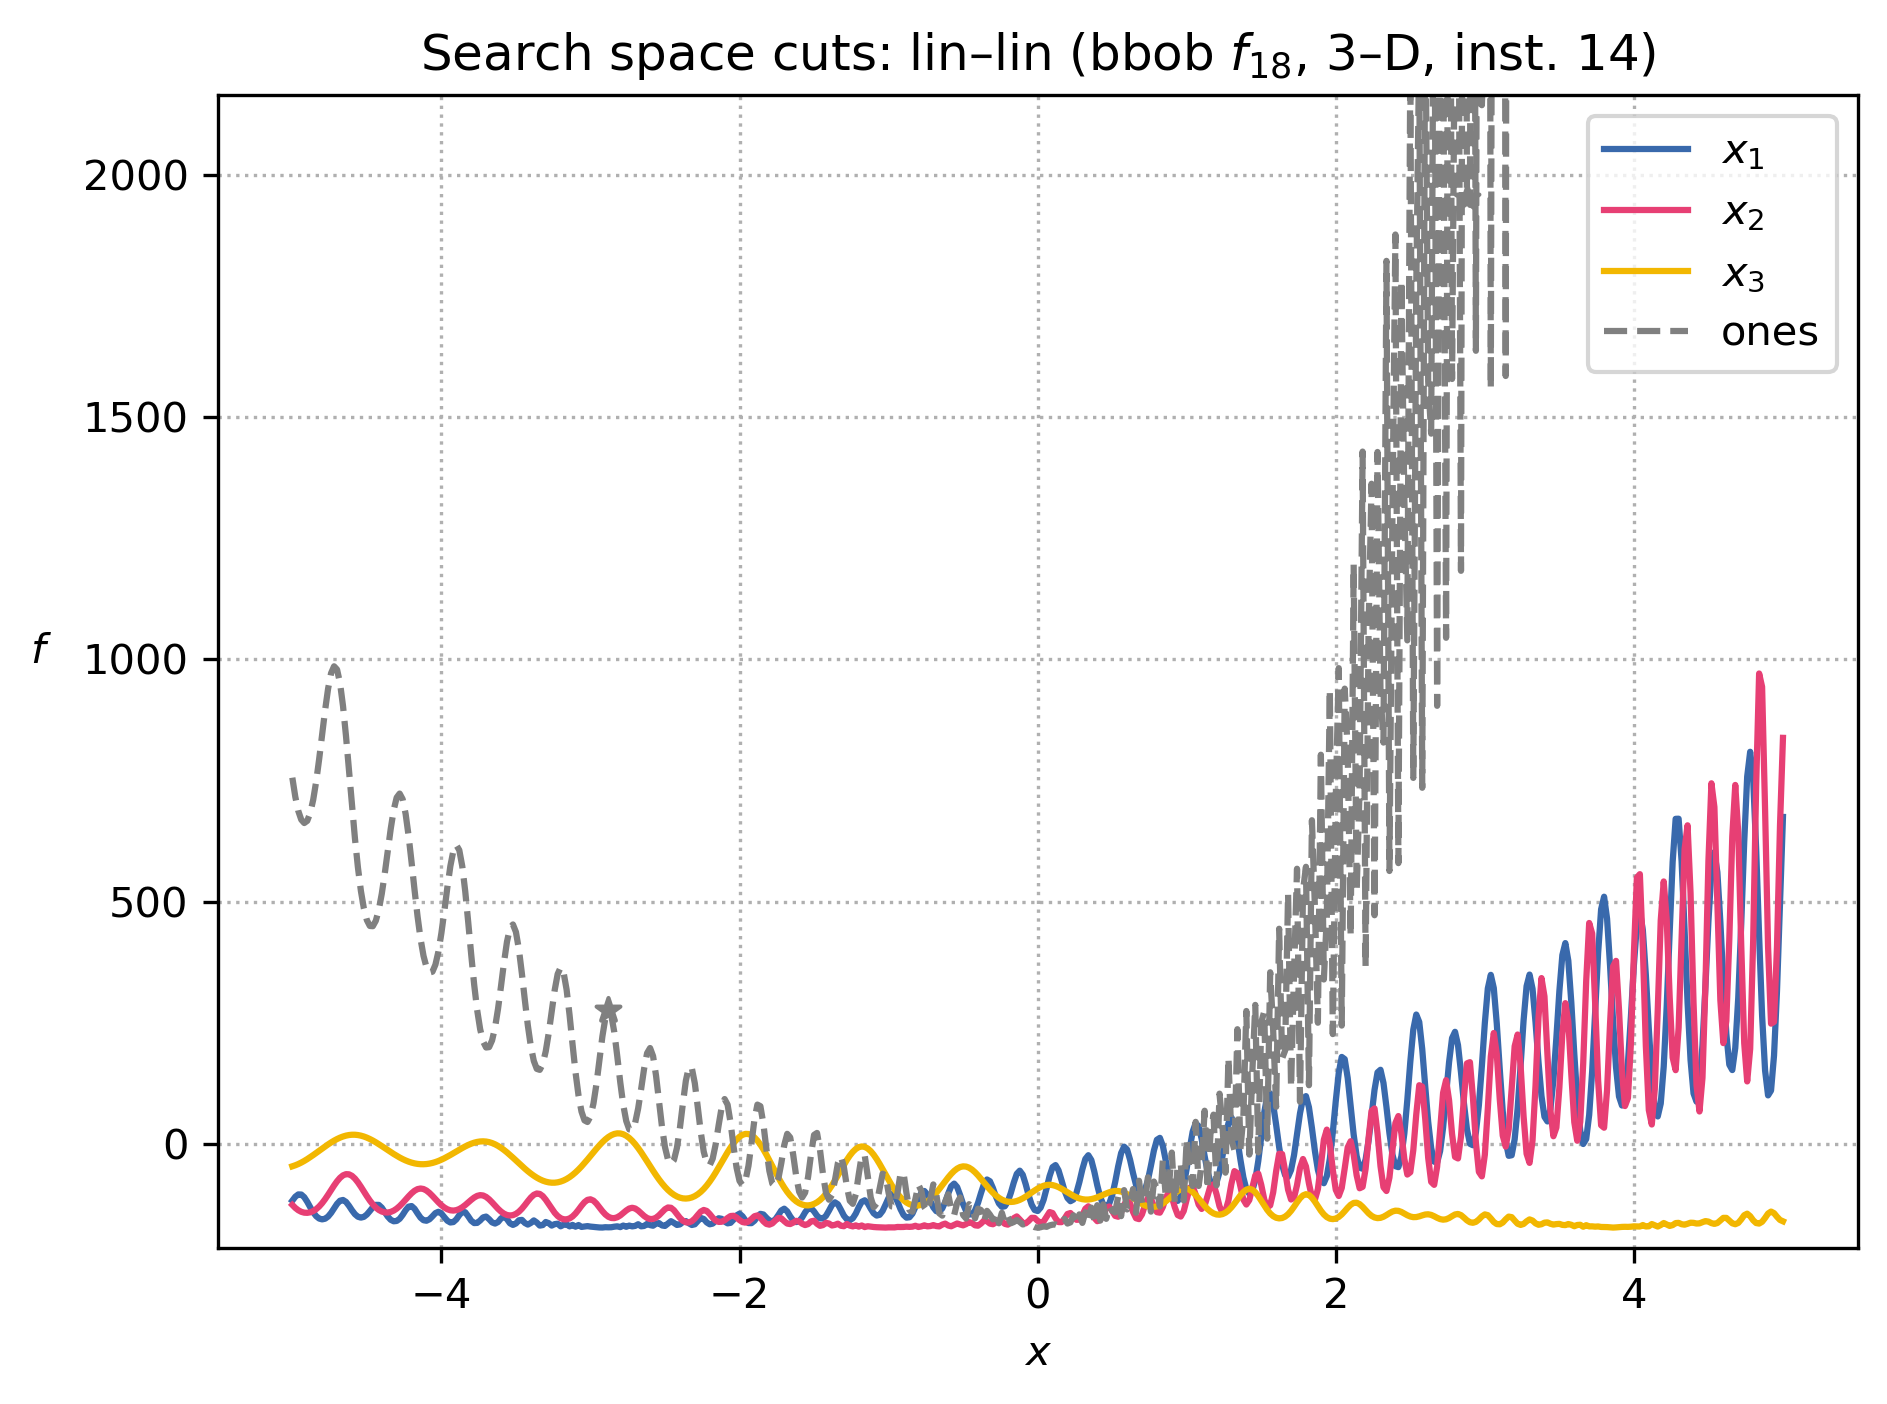 Search space cuts: lin–lin (bbob f18, 3–D, inst. 14)
2000
1500
1000
500
0
f
−4
−2
0
2
4
x
x1
x2
x3
ones